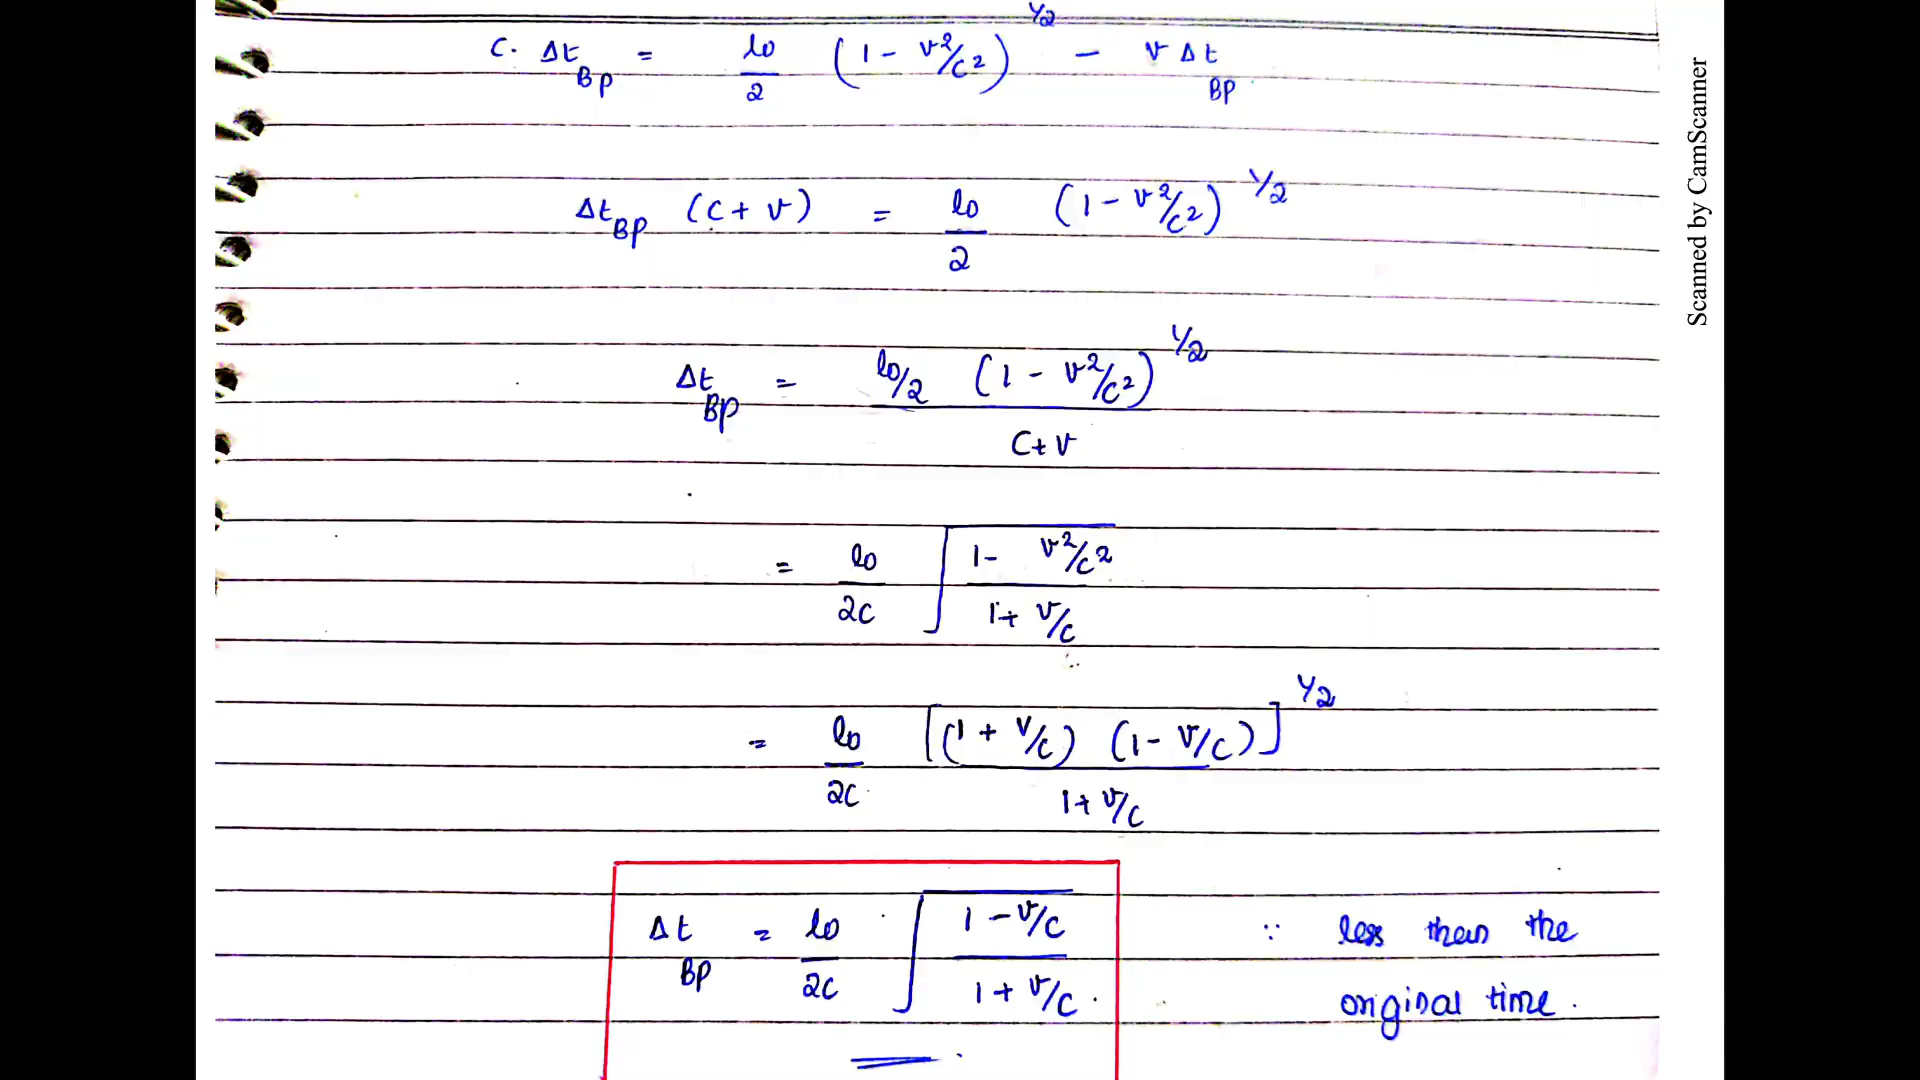 C. Δt_BP = l0/2 (1 - v²/c²)^1/2 - v Δt_BP
Δt_BP (c + v) = l0/2 (1 - v²/c²)^1/2
Δt_BP = l0/2 (1 - v²/c²)^1/2 / C+v
= l0/2c √(1 - v²/c² / 1 + v/c)
= l0/2c [(1 + v/c) (1 - v/c)]^1/2 / 1 + v/c
Δt_BP = l0/2c √(1 - v/c / 1 + v/c) .
∵ less than the
original time.
Scanned by CamScanner